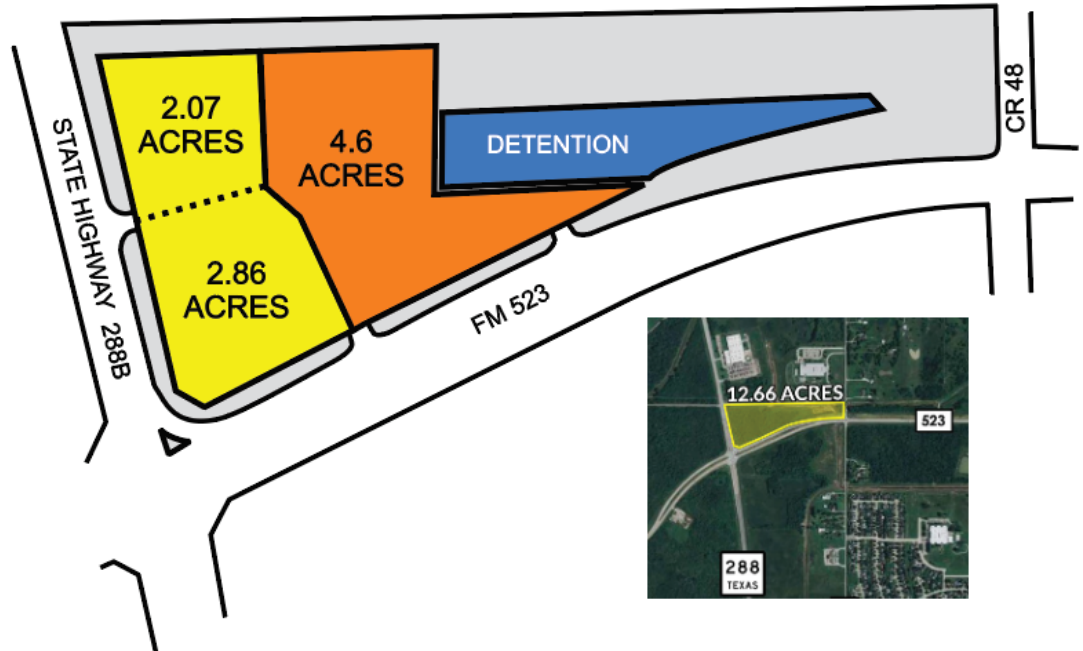 2.07
ACRES
4.6
ACRES
DETENTION
CR 48
STATE HIGHWAY 288B
2.86
ACRES
FM 523
12.66 ACRES
523
288
TEXAS